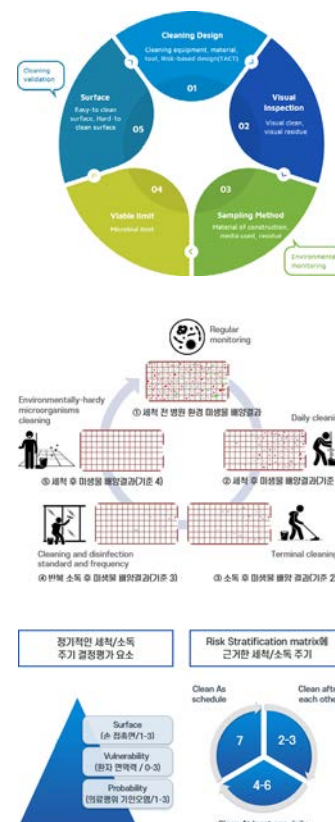 Cleaning Design
Cleaning equipment, material,
tool, Risk-based design(TACT)
01
Cleaning
validation
Surface
Easy-to clean
surface, Hard-to
clean surface
05
02
Visual
Inspection
Visual clean,
visual residue
04
Viable limit
Microbial limit
03
Sampling Method
Material of construction,
media used, residue
Environmenta
monitoring
Regular
monitoring
Environmentally-hardy
microorganisms
cleaning
① 세척 전 병원 환경 미생물 배양결과
Daily cleani
⑤ 세척 후 미생물 배양결과(기준 4)
② 세척 후 미생물 배양결과(기준
Cleaning and disinfection
standard and frequency
Terminal cleaning
④ 반복 소독 후 미생물 배양결과(기준 3)
③ 소독 후 미생물 배양 결과(기준 2)
정기적인 세척/소독
주기 결정평가 요소
Risk Stratification matrix에
근거한 세척/소독 주기
Surface
(손 접촉면/1-3)
Vulnerability
(환자 면역력 / 0-3)
Probability
(의료행위 기인오염/1-3)
Clean As
schedule
Clean afte
each othe
7
2-3
4-6